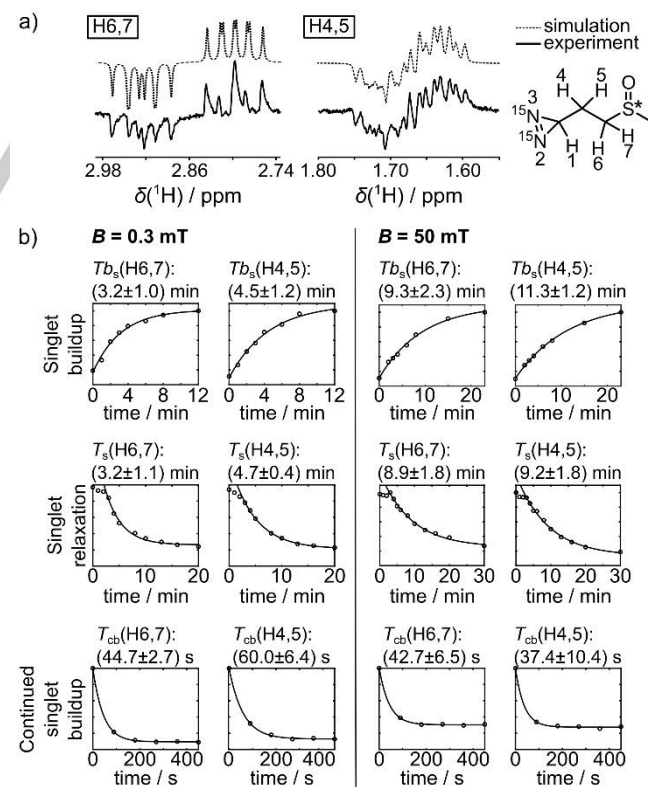 a)
H6,7
H4,5
simulation
experiment
2.98 2.86 2.74
δ(¹H) / ppm
1.80 1.70 1.60
δ(¹H) / ppm
4 5 O
¹⁵N 3 S*
¹⁵N 2 H H H H
1 6 7
b)
B = 0.3 mT
B = 50 mT
Tbs(H6,7):
(3.2±1.0) min
Tbs(H4,5):
(4.5±1.2) min
Tbs(H6,7):
(9.3±2.3) min
Tbs(H4,5):
(11.3±1.2) min
Singlet
buildup
0 4 8 12
time / min
0 4 8 12
time / min
0 10 20
time / min
0 10 20
time / min
Ts(H6,7):
(3.2±1.1) min
Ts(H4,5):
(4.7±0.4) min
Ts(H6,7):
(8.9±1.8) min
Ts(H4,5):
(9.2±1.8) min
Singlet
relaxation
0 10 20
time / min
0 10 20
time / min
0 10 20 30
time / min
0 10 20 30
time / min
Tcb(H6,7):
(44.7±2.7) s
Tcb(H4,5):
(60.0±6.4) s
Tcb(H6,7):
(42.7±6.5) s
Tcb(H4,5):
(37.4±10.4) s
Continued
singlet
buildup
0 200 400
time / s
0 200 400
time / s
0 200 400
time / s
0 200 400
time / s